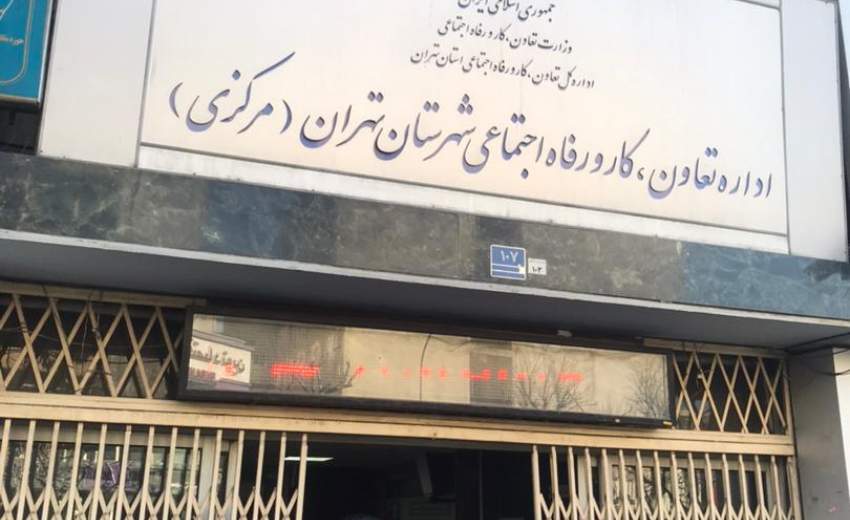 جمهوری اسلامی ایران
وزارت تعاون، کار و رفاه اجتماعی
اداره کل تعاون، کار و رفاه اجتماعی استان تهران
اداره تعاون، کار و رفاه اجتماعی شهرستان تهران (مرکزی)
۱۰۷
۱۰۳